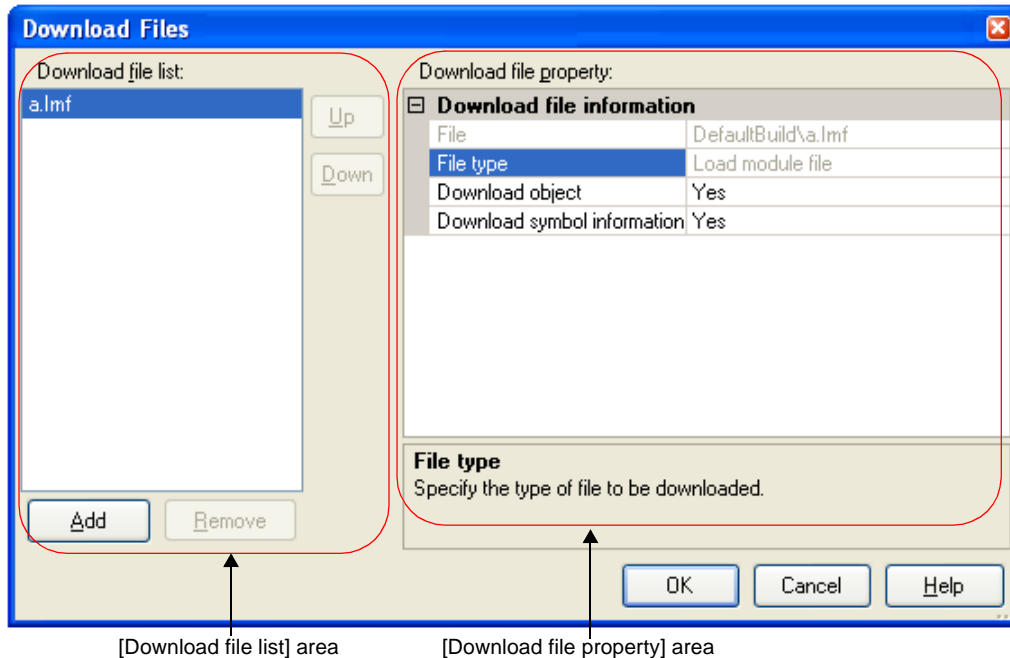 Download Files
Download file list:
a.lmf
Up
Down
Add
Remove
Download file property:
Download file information
File DefaultBuild\a.lmf
File type Load module file
Download object Yes
Download symbol information Yes
File type
Specify the type of file to be downloaded.
OK Cancel Help
[Download file list] area
[Download file property] area